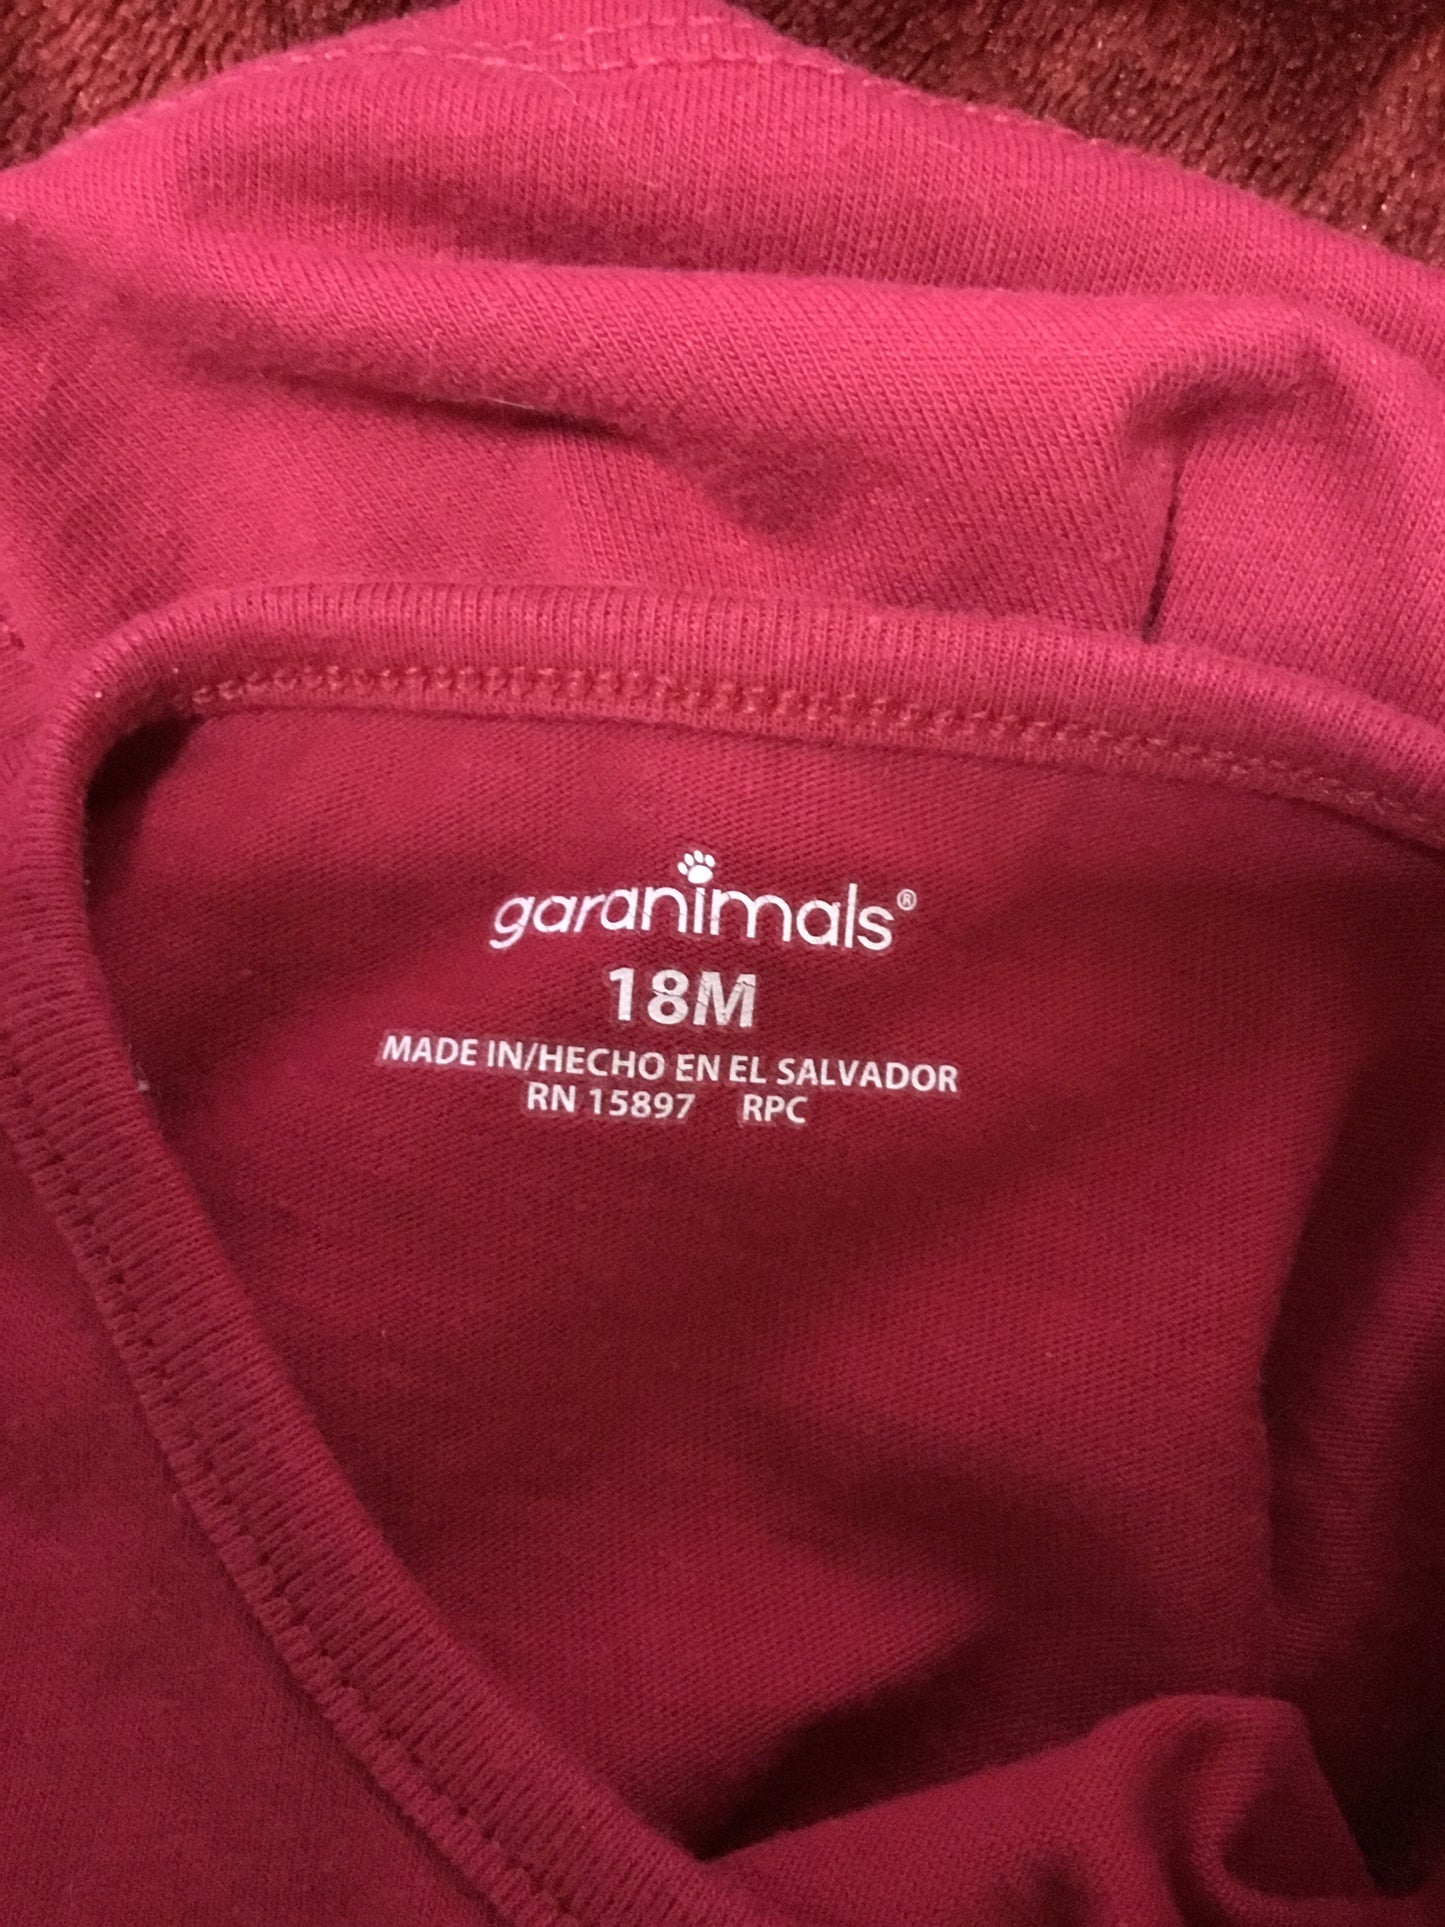 garanimals®
18M
MADE IN/HECHO EN EL SALVADOR
RN 15897 RPC